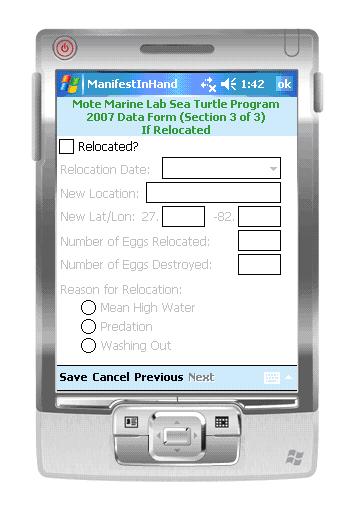 ManifestInHand 1:42 ok
Mote Marine Lab Sea Turtle Program
2007 Data Form (Section 3 of 3)
If Relocated
Relocated?
Relocation Date:
New Location:
New Lat/Lon: 27. -82.
Number of Eggs Relocated:
Number of Eggs Destroyed:
Reason for Relocation:
Mean High Water
Predation
Washing Out
Save Cancel Previous Next